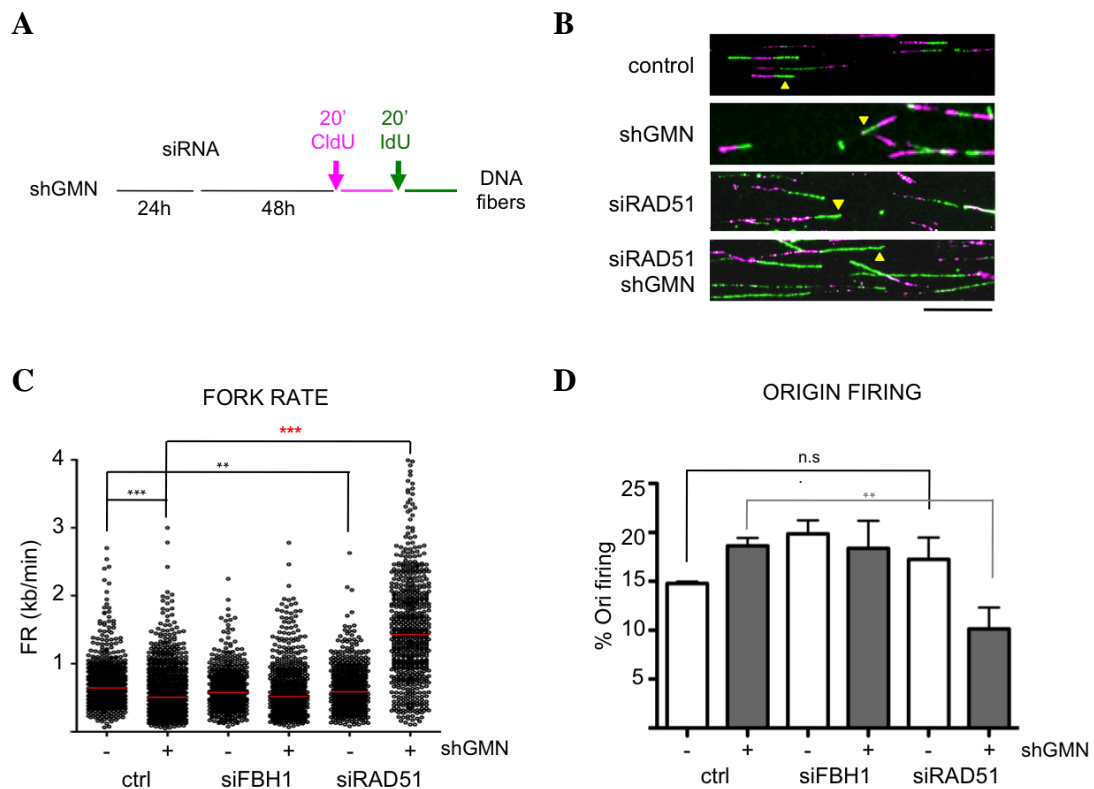 A
siRNA
20'
CldU
20'
IdU
shGMN
24h
48h
DNA
fibers
B
control
shGMN
siRAD51
siRAD51
shGMN
C
FORK RATE
***
**
***
FR (kb/min)
4
3
2
1
- + - + - + shGMN
ctrl siFBH1 siRAD51
D
ORIGIN FIRING
n.s
**
% Ori firing
25
20
15
10
5
- + - + - + shGMN
ctrl siFBH1 siRAD51